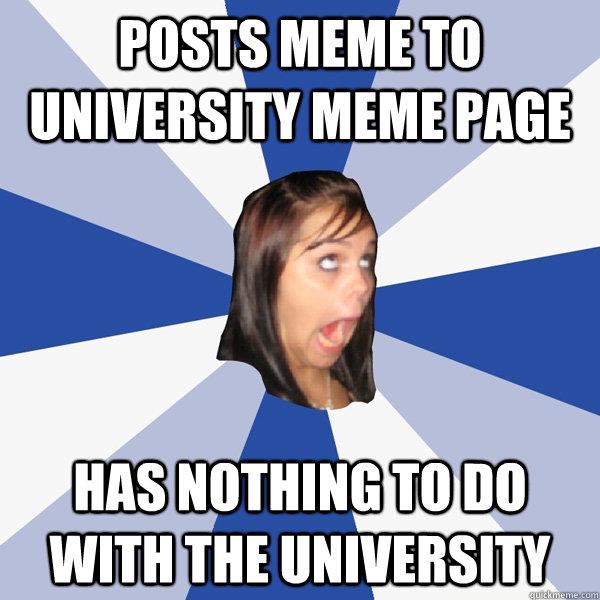 POSTS MEME TO
UNIVERSITY MEME PAGE
HAS NOTHING TO DO
WITH THE UNIVERSITY
quickmeme.com